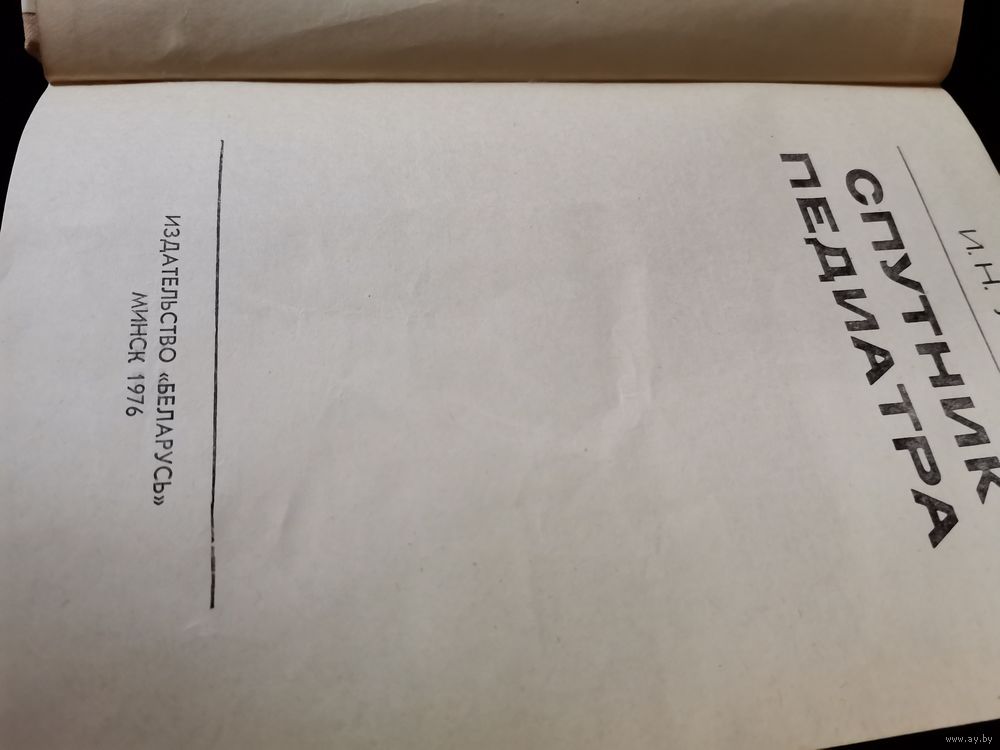 И. Н.
СПУТНИК
ПЕДИАТРА
ИЗДАТЕЛЬСТВО «БЕЛАРУСЬ»
МИНСК 1976
www.ay.by